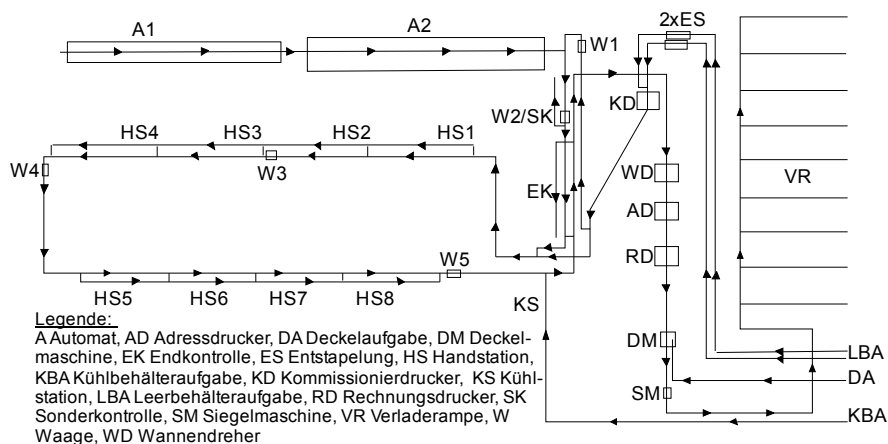 A1
A2
2xES
W1
KD
W2/SK
HS4
HS3
HS2
HS1
W4
W3
WD
VR
EK
AD
RD
W5
HS5
HS6
HS7
HS8
KS
DM
LBA
DA
SM
KBA
Legende:
A Automat, AD Adressdrucker, DA Deckelaufgabe, DM Deckel-
maschine, EK Endkontrolle, ES Entstapelung, HS Handstation,
KBA Kühlbehälteraufgabe, KD Kommissionierdrucker, KS Kühl-
station, LBA Leerbehälteraufgabe, RD Rechnungsdrucker, SK
Sonderkontrolle, SM Siegelmaschine, VR Verladerampe, W
Waage, WD Wannendreher